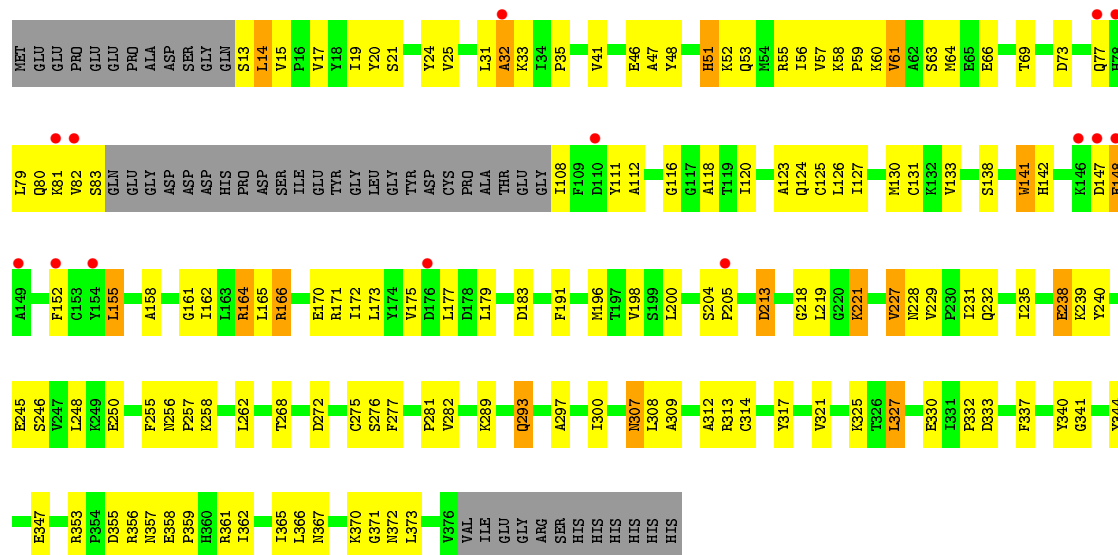 MET GLU GLU PRO GLU GLU PRO ALA ASP SER GLY GLN S13 L14 V15 P16 V17 Y18 I19 Y20 S21 Y24 V25 L31 A32 K33 I34 P35 V41 E46 A47 Y48 H51 K52 Q53 M54 R55 I56 V57 K58 P59 K60 V61 A62 S63 M64 E65 E66 T69 D73 Q77 H78
L79 Q80 K81 V82 S83 GLN GLU GLY ASP ASP ASP HIS PRO ASP SER ILE GLU TYR GLY LEU GLY TYR ASP CYS PRO ALA THR GLU GLY I108 F109 D110 Y111 A112 G116 G117 A118 T119 I120 A123 Q124 C125 L126 I127 M130 C131 K132 V133 S138 W141 H142 K146 D147 E148
A149 F152 C153 Y154 L155 A158 G161 I162 L163 R164 L165 R166 E170 R171 I172 L173 Y174 V175 D176 L177 D178 L179 D183 F191 M196 T197 V198 S199 L200 S204 P205 D213 G218 L219 G220 K221 V227 N228 V229 P230 I231 Q232 I235 E238 K239 Y240
E245 S246 V247 L248 K249 E250 F255 N256 P257 K258 L262 T268 D272 C275 S276 F277 P281 V282 K289 Q293 A297 I300 N307 L308 A309 A312 R313 C314 Y317 V321 K325 T326 L327 E330 I331 P332 D333 F337 Y340 G341 Y344
E347 R353 P354 D355 R356 N357 E358 P359 H360 R361 I362 I365 L366 N367 K370 G371 N372 L373 V376 VAL ILE GLU GLY ARG SER HIS HIS HIS HIS HIS HIS